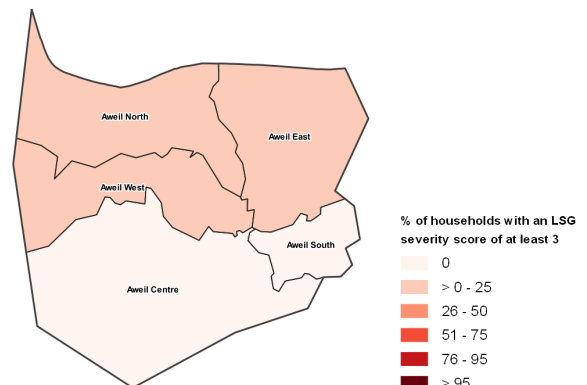 Aweil North
Aweil East
Aweil West
Aweil South
Aweil Centre
% of households with an LSG
severity score of at least 3
0
> 0 - 25
26 - 50
51 - 75
76 - 95
> 95